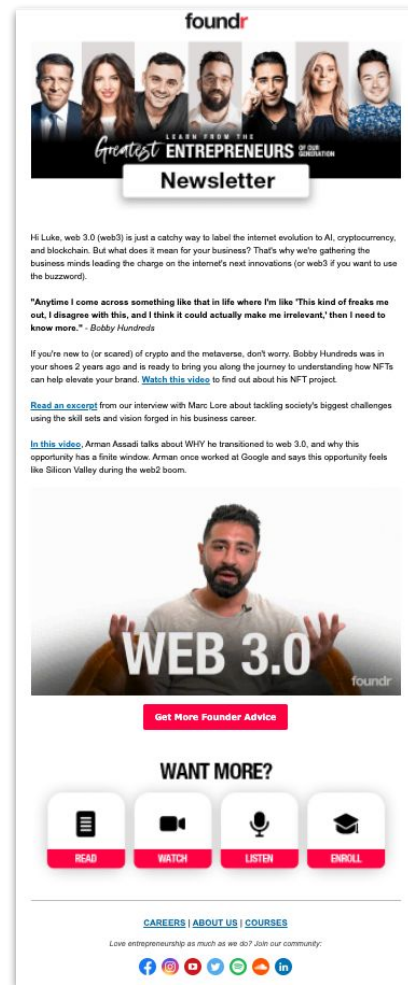 foundr
LEARN FROM THE
Greatest ENTREPRENEURS OF OUR GENERATION
Newsletter
Hi Luke, web 3.0 (web3) is just a catchy way to label the internet evolution to AI, cryptocurrency,
and blockchain. But what does it mean for your business? That's why we're gathering the
business minds leading the charge on the internet's next innovations (or web3 if you want to use
the buzzword).
"Anytime I come across something like that in life where I'm like 'This kind of freaks me
out, I disagree with this, and I think it could actually make me irrelevant,' then I need to
know more." - Bobby Hundreds
If you're new to (or scared) of crypto and the metaverse, don't worry. Bobby Hundreds was in
your shoes 2 years ago and is ready to bring you along the journey to understanding how NFTs
can help elevate your brand. Watch this video to find out about his NFT project.
Read an excerpt from our interview with Marc Lore about tackling society's biggest challenges
using the skill sets and vision forged in his business career.
In this video, Arman Assadi talks about WHY he transitioned to web 3.0, and why this
opportunity has a finite window. Arman once worked at Google and says this opportunity feels
like Silicon Valley during the web2 boom.
WEB 3.0
foundr
Get More Founder Advice
WANT MORE?
READ WATCH LISTEN ENROLL
CAREERS | ABOUT US | COURSES
Love entrepreneurship as much as we do? Join our community: